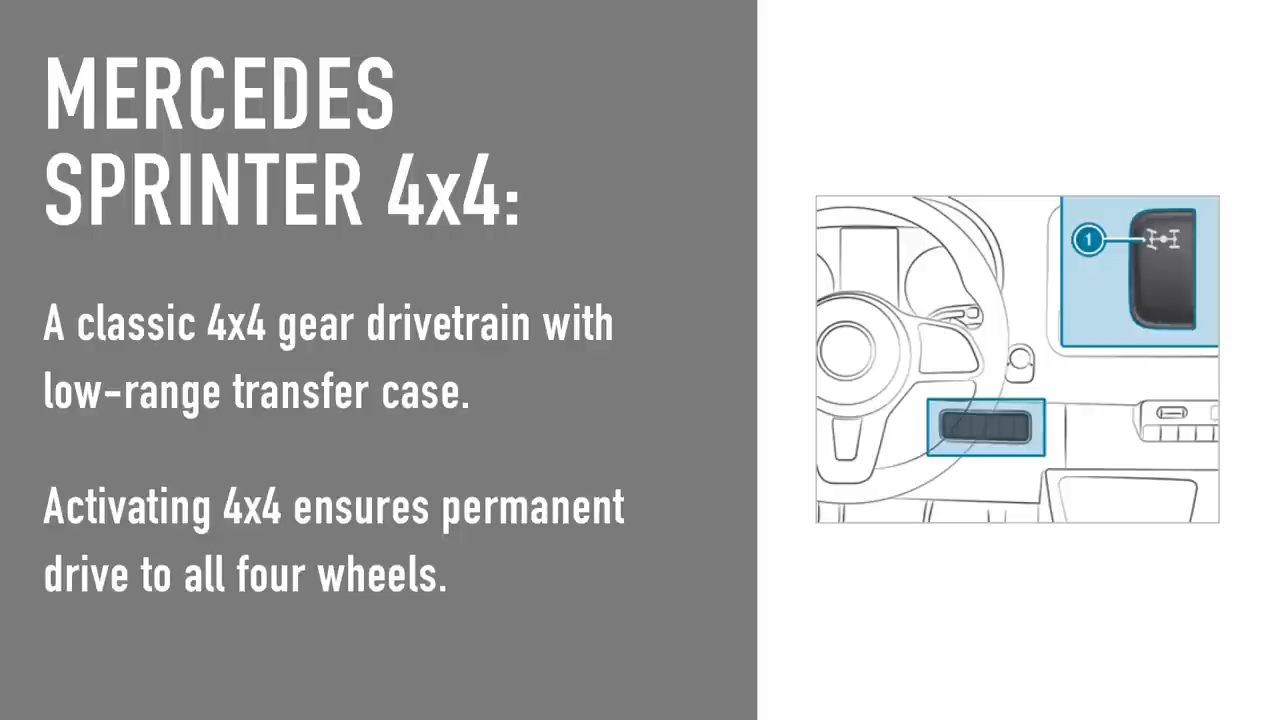 MERCEDES
SPRINTER 4x4:
A classic 4x4 gear drivetrain with
low-range transfer case.
Activating 4x4 ensures permanent
drive to all four wheels.
1